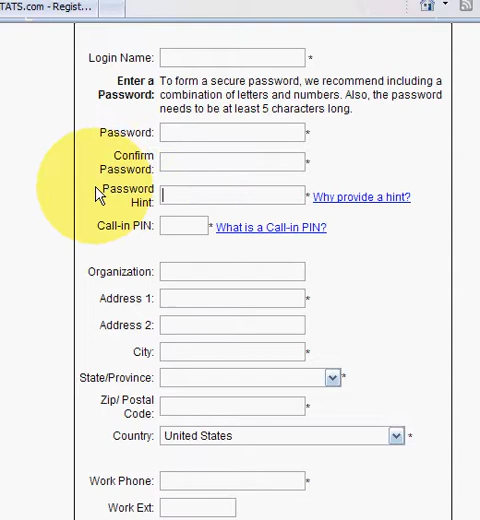 TATS.com - Regist...
Login Name: *
Enter a To form a secure password, we recommend including a
Password: combination of letters and numbers. Also, the password
needs to be at least 5 characters long.
Password: *
Confirm
Password: *
Password
Hint: * Why provide a hint?
Call-in PIN: * What is a Call-in PIN?
Organization:
Address 1: *
Address 2:
City: *
State/Province: *
Zip/ Postal
Code: *
Country: United States *
Work Phone: *
Work Ext: